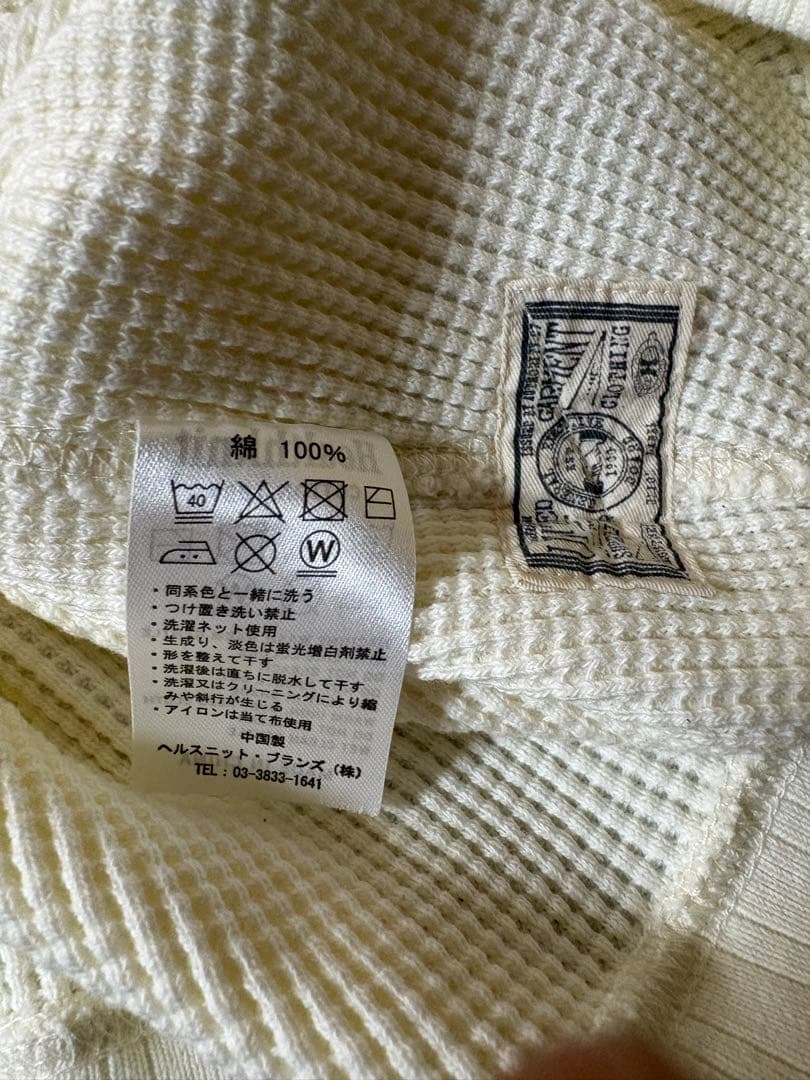 綿 100%
40
W
・同系色と一緒に洗う
・つけ置き洗い禁止
・洗濯ネット使用
・生成り、淡色は蛍光増白剤禁止
・形を整えて干す
・洗濯後は直ちに脱水して干す
・洗濯又はクリーニングにより縮
みや斜行が生じる
・アイロンは当て布使用
中国製
ヘルスニット・ブランズ（株）
TEL：03-3833-1641
GARMENT
CLOTHING
H